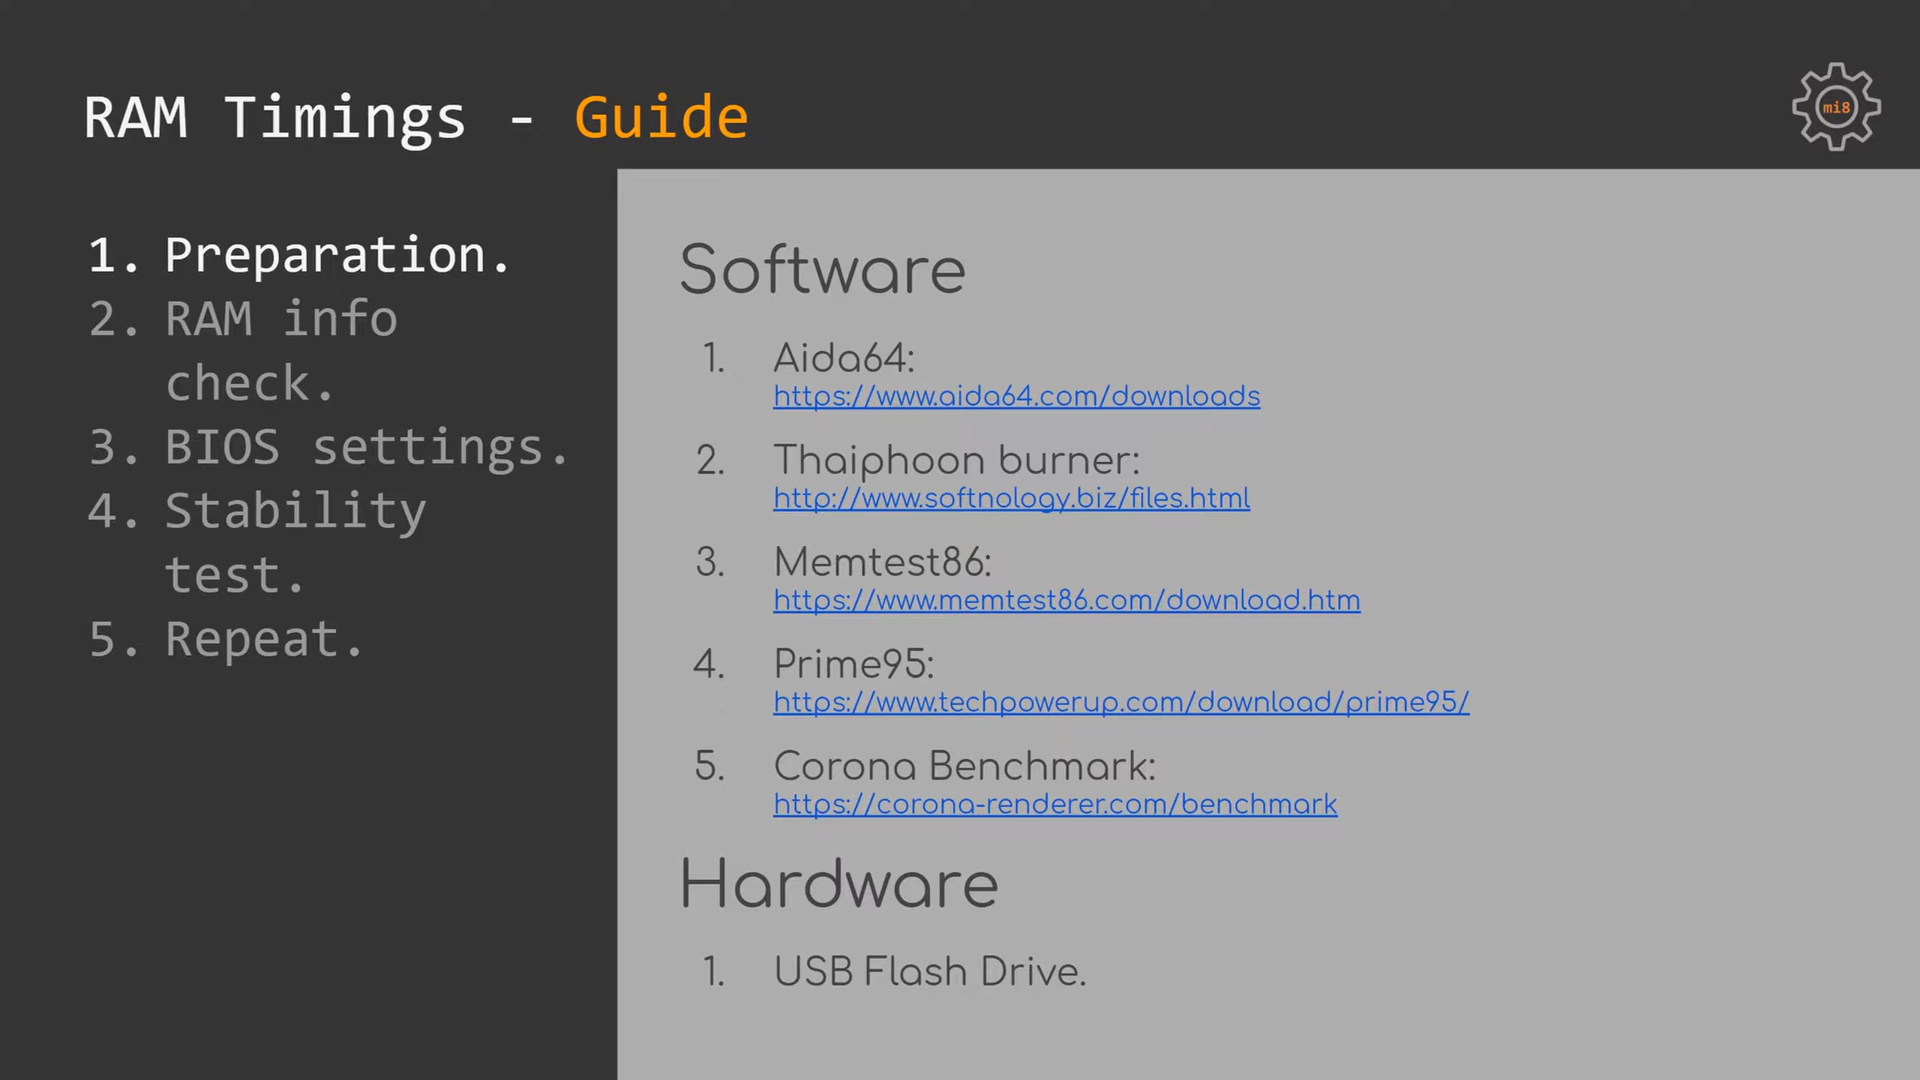 RAM Timings - Guide
mi8
1. Preparation.
2. RAM info
check.
3. BIOS settings.
4. Stability
test.
5. Repeat.
Software
1. Aida64:
https://www.aida64.com/downloads
2. Thaiphoon burner:
http://www.softnology.biz/files.html
3. Memtest86:
https://www.memtest86.com/download.htm
4. Prime95:
https://www.techpowerup.com/download/prime95/
5. Corona Benchmark:
https://corona-renderer.com/benchmark
Hardware
1. USB Flash Drive.